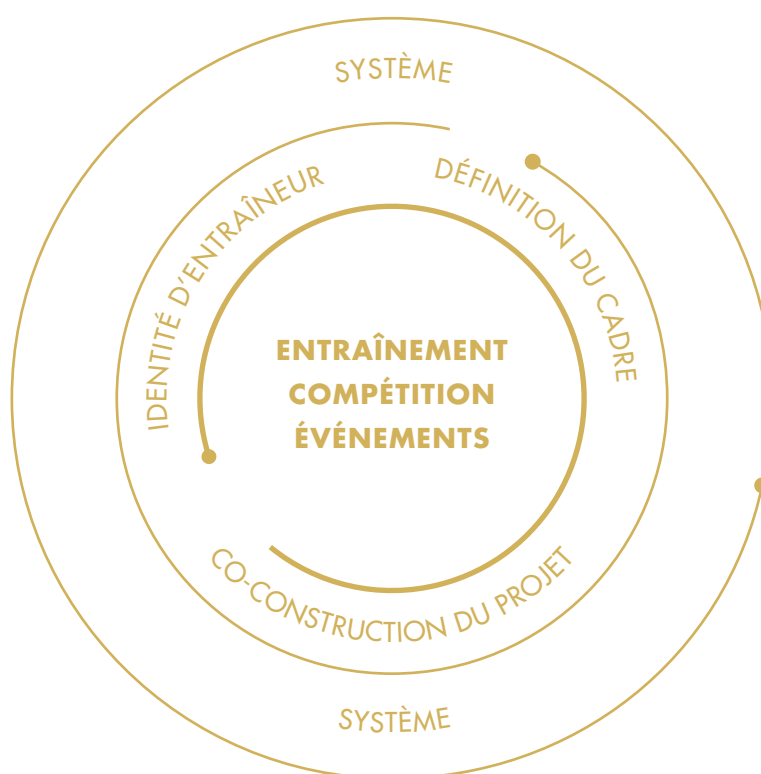 SYSTÈME
IDENTITÉ D'ENTRAÎNEUR
DÉFINITION DU CADRE
ENTRAÎNEMENT
COMPÉTITION
ÉVÉNEMENTS
CO-CONSTRUCTION DU PROJET
SYSTÈME